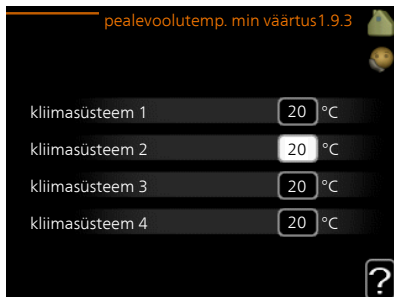 pealevoolutemp. min väärtus1.9.3
kliimasüsteem 1 20 °C
kliimasüsteem 2 20 °C
kliimasüsteem 3 20 °C
kliimasüsteem 4 20 °C
?